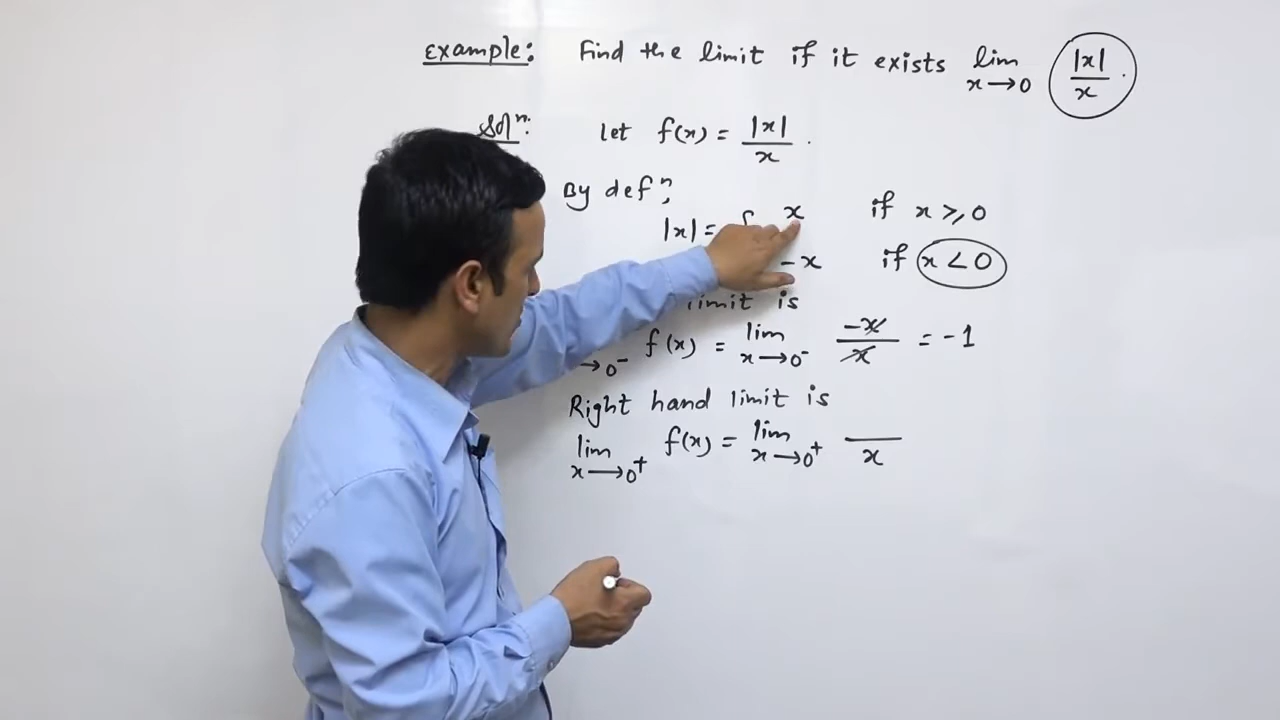 example: Find the limit if it exists lim x→0 |x|/x.
Solⁿ: let f(x) = |x|/x.
By defⁿ,
|x| = { x if x ⩾ 0
-x if x < 0
limit is
→0⁻ f(x) = lim x→0⁻ -x/x = -1
Right hand limit is
lim x→0⁺ f(x) = lim x→0⁺ /x